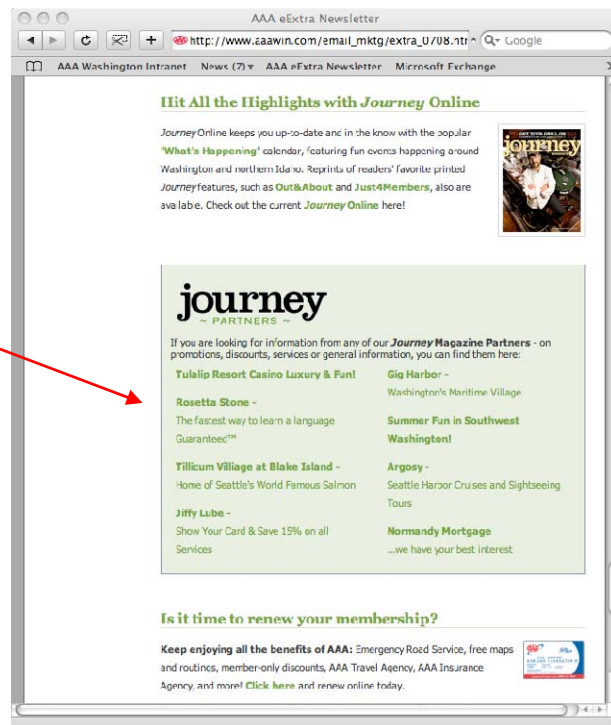 AAA eExtra Newsletter
http://www.aaawin.com/email_mktg/extra_0708.htm
Google
AAA Washington Intranet News (7) AAA eExtra Newsletter Microsoft Exchange
Hit All the Highlights with Journey Online
Journey Online keeps you up-to-date and in the know with the popular
'What's Happening' calendar, featuring fun events happening around
Washington and northern Idaho. Reprints of readers' favorite printed
Journey features, such as Out&About and Just4Members, also are
available. Check out the current Journey Online here!
journey
journey
~ PARTNERS ~
If you are looking for information from any of our Journey Magazine Partners - on
promotions, discounts, services or general information, you can find them here:
Tulalip Resort Casino Luxury & Fun!
Rosetta Stone -
The fastest way to learn a language
Guaranteed™
Tillicum Village at Blake Island -
Home of Seattle's World Famous Salmon
Jiffy Lube -
Show Your Card & Save 15% on all
Services
Gig Harbor -
Washington's Maritime Village
Summer Fun in Southwest
Washington!
Argosy -
Seattle Harbor Cruises and Sightseeing
Tours
Normandy Mortgage
...we have your best interest
Is it time to renew your membership?
Keep enjoying all the benefits of AAA: Emergency Road Service, free maps
and routings, member-only discounts, AAA Travel Agency, AAA Insurance
Agency, and more! Click here and renew online today.
Plus